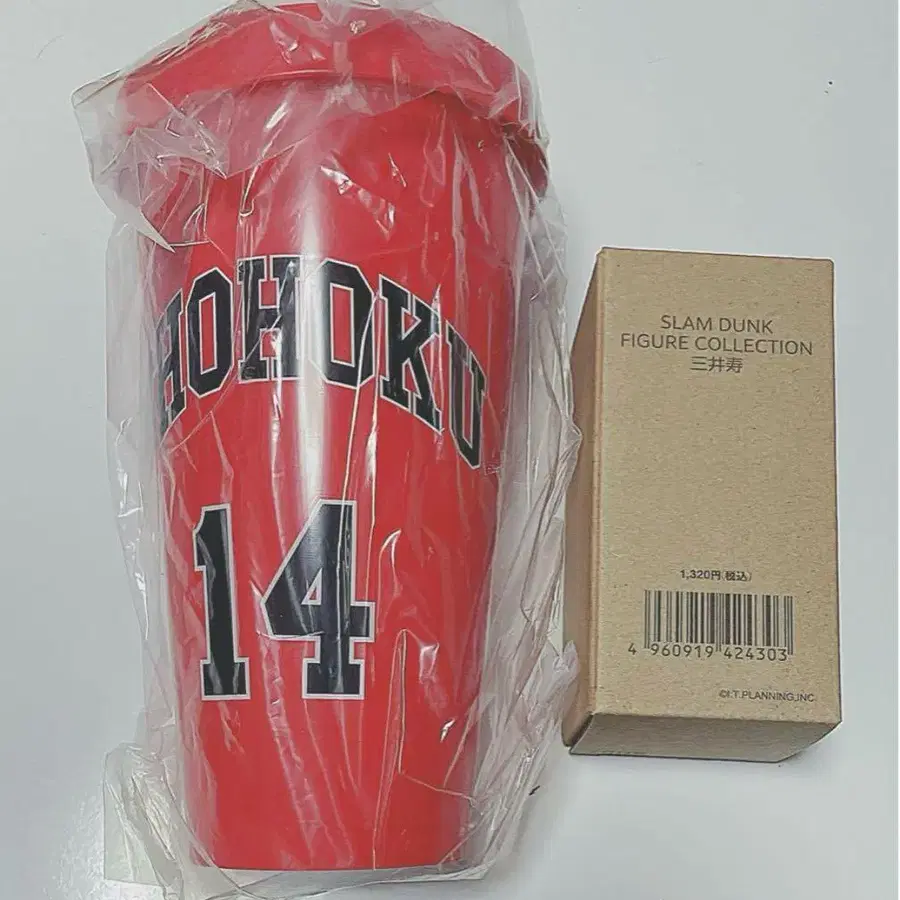 HOHOKU
14
SLAM DUNK
FIGURE COLLECTION
三井寿
1,320円(税込)
4 960919 424303
©I.T.PLANNING,INC